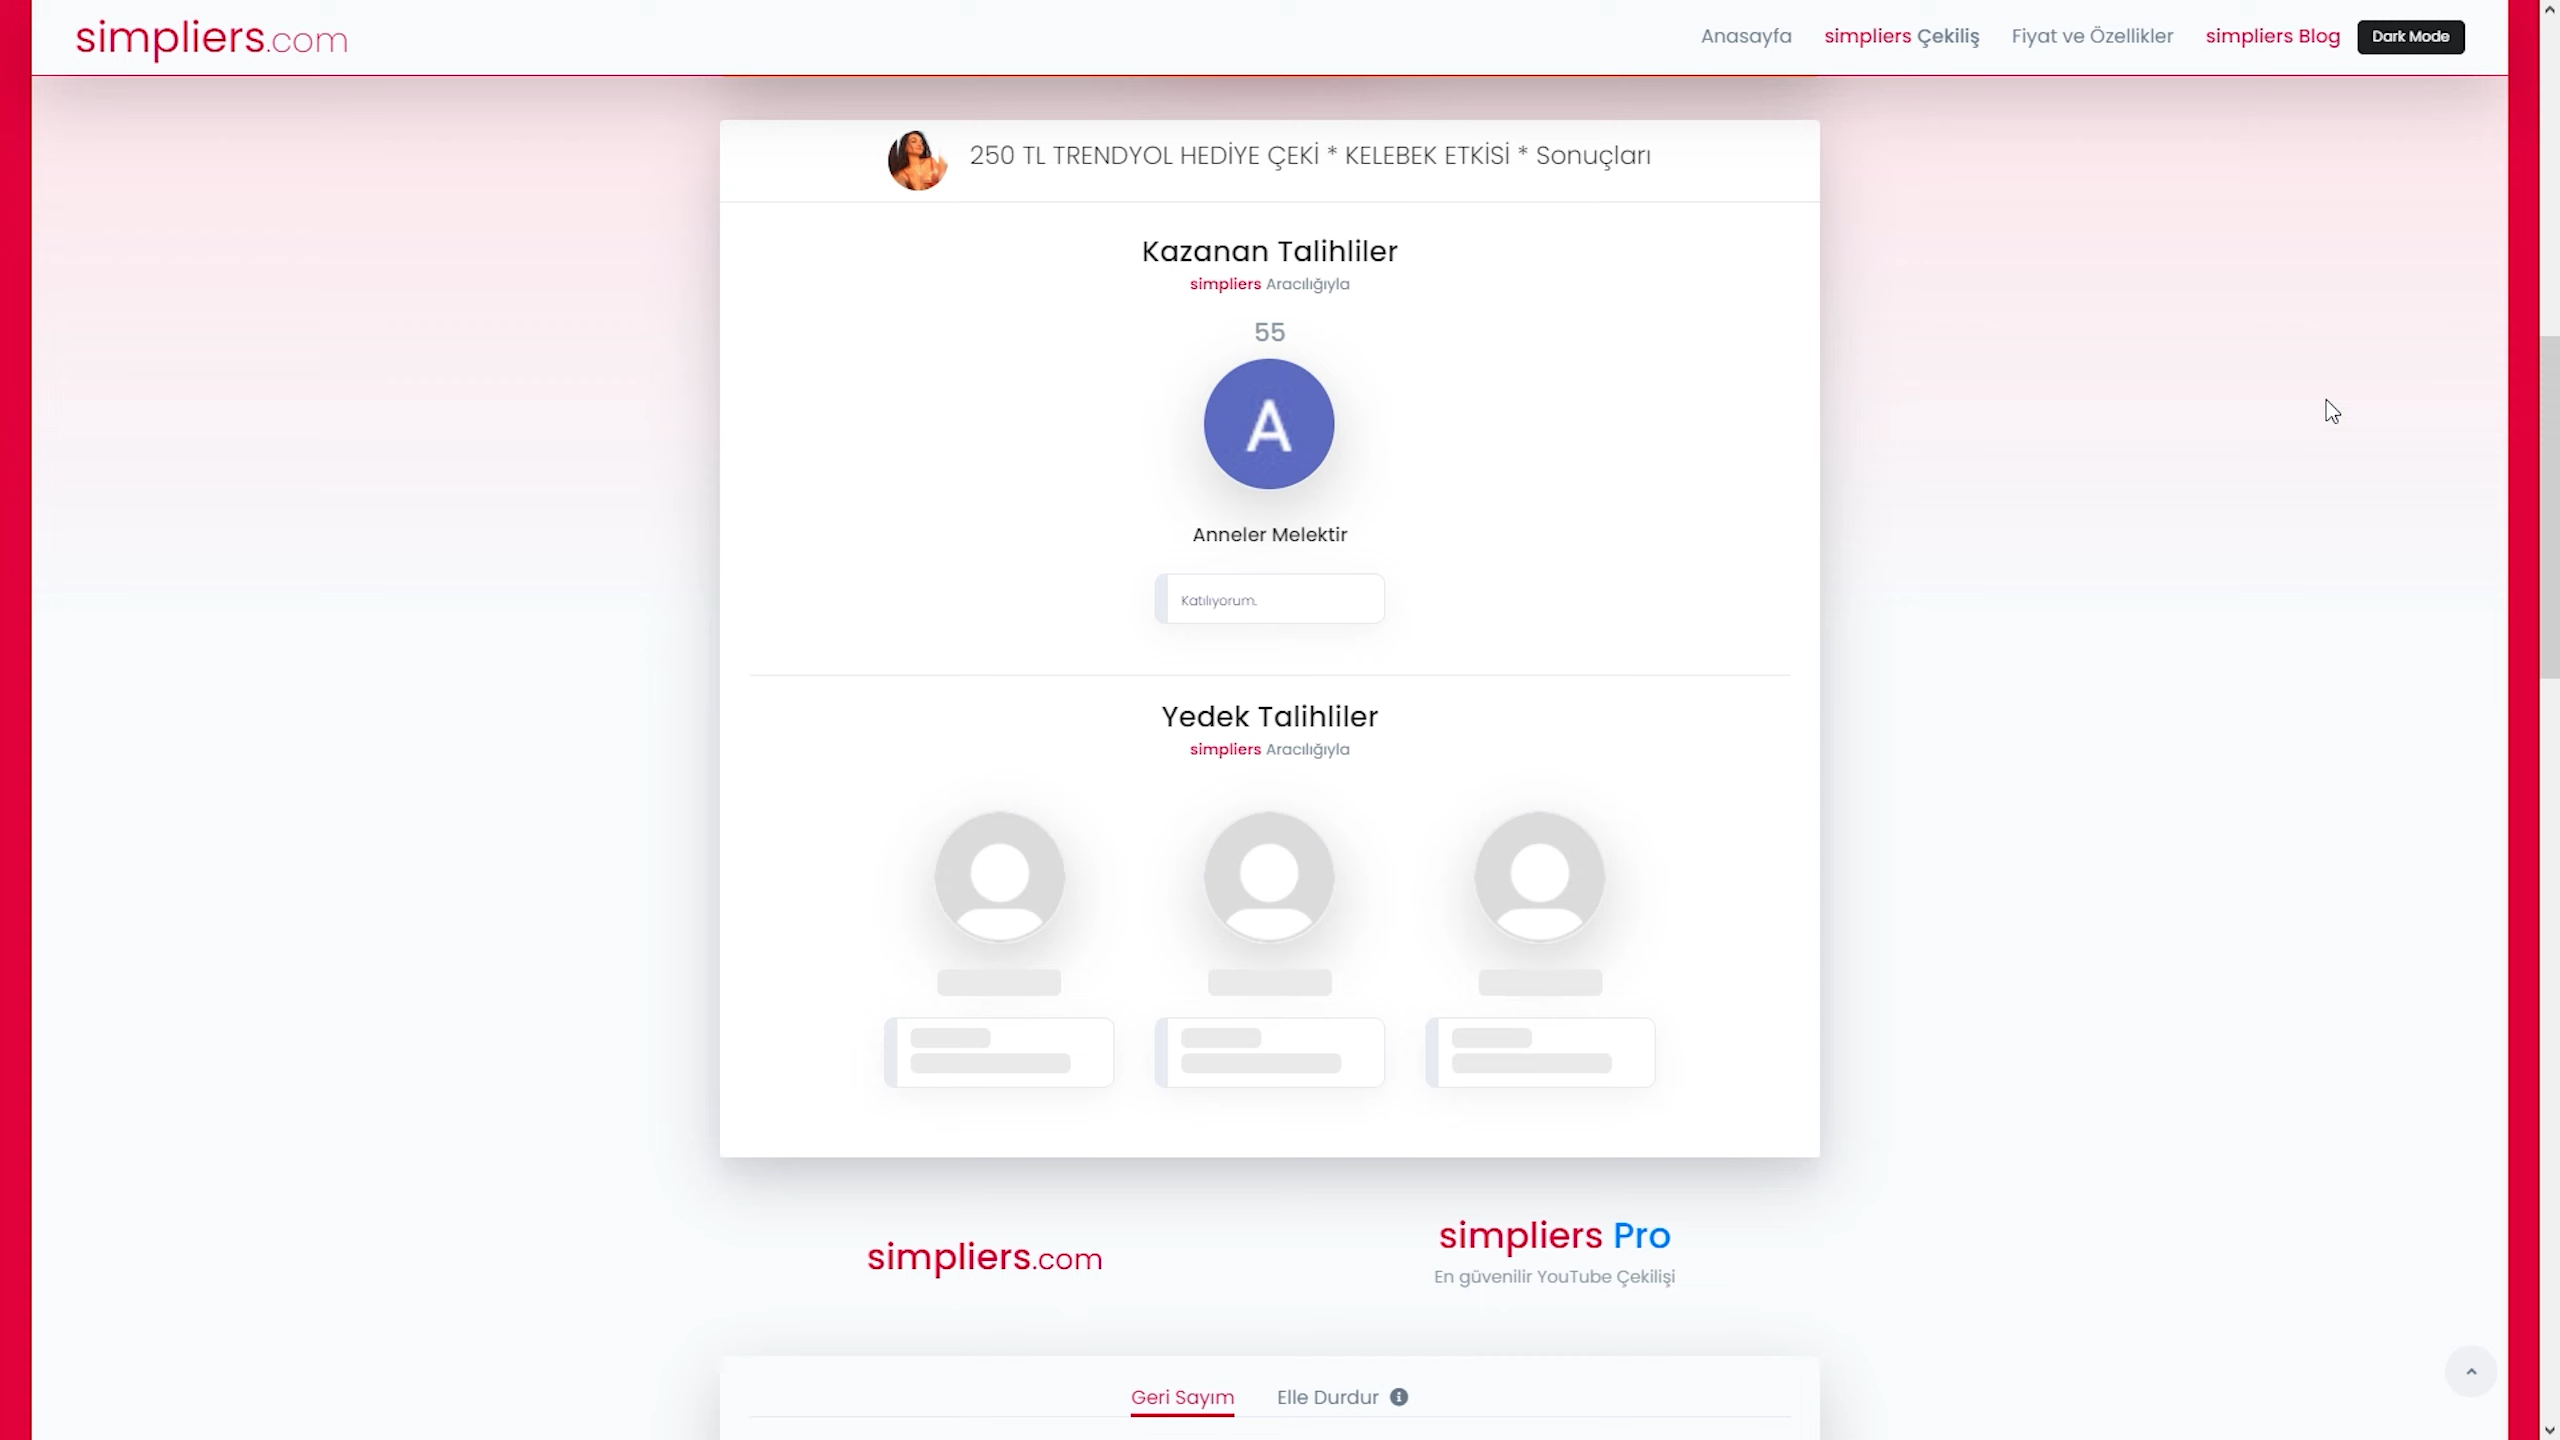 simpliers.com
Anasayfa
simpliers Çekiliş
Fiyat ve Özellikler
simpliers Blog
Dark Mode
250 TL TRENDYOL HEDİYE ÇEKİ * KELEBEK ETKİSİ * Sonuçları
Kazanan Talihliler
simpliers Aracılığıyla
55
A
Anneler Melektir
Katılıyorum.
Yedek Talihliler
simpliers Aracılığıyla
simpliers.com
simpliers Pro
En güvenilir YouTube Çekilişi
Geri Sayım
Elle Durdur